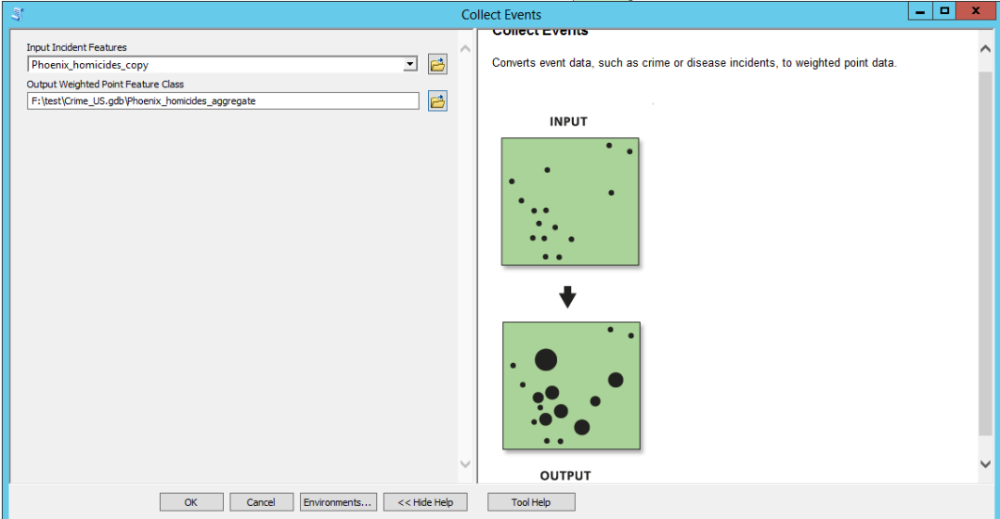 Collect Events
Input Incident Features
Phoenix_homicides_copy
Output Weighted Point Feature Class
F:\test\Crime_US.gdb\Phoenix_homicides_aggregate
Collect Events
Converts event data, such as crime or disease incidents, to weighted point data.
INPUT
OUTPUT
OK
Cancel
Environments...
<< Hide Help
Tool Help